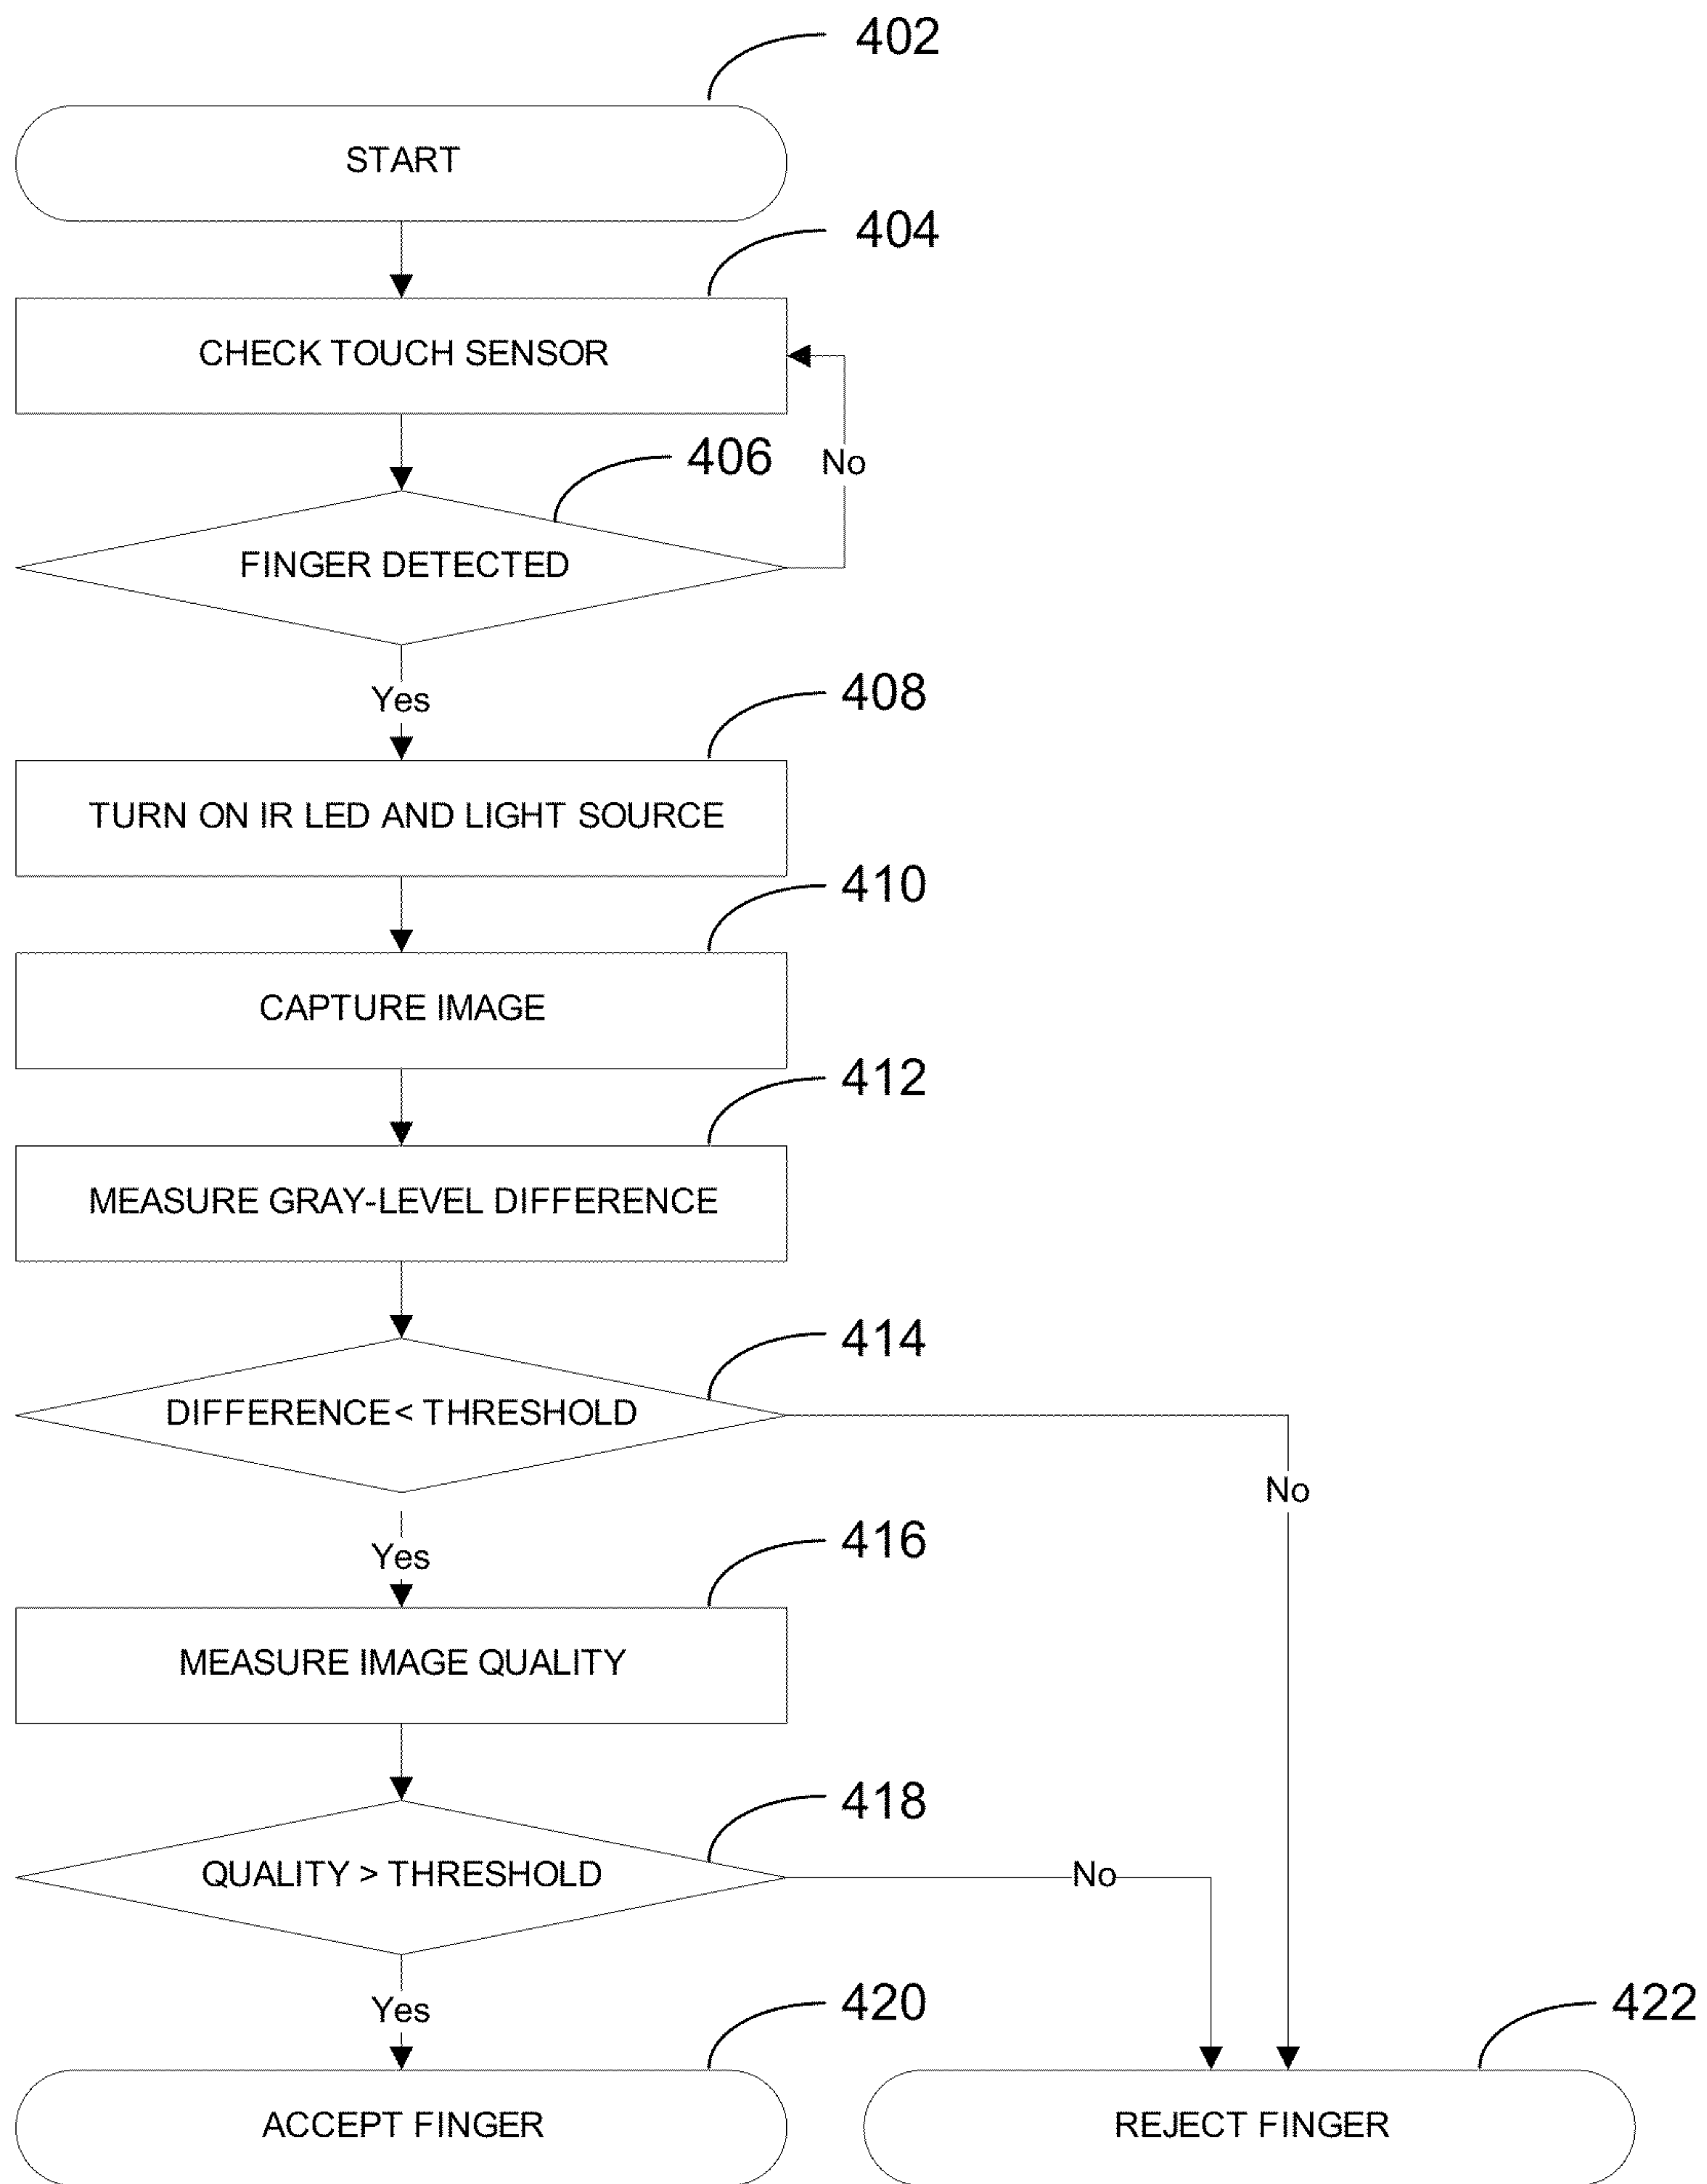 402
START
404
CHECK TOUCH SENSOR
406
No
FINGER DETECTED
Yes
408
TURN ON IR LED AND LIGHT SOURCE
410
CAPTURE IMAGE
412
MEASURE GRAY-LEVEL DIFFERENCE
414
DIFFERENCE< THRESHOLD
No
Yes
416
MEASURE IMAGE QUALITY
418
QUALITY > THRESHOLD
No
Yes
420
422
ACCEPT FINGER
REJECT FINGER